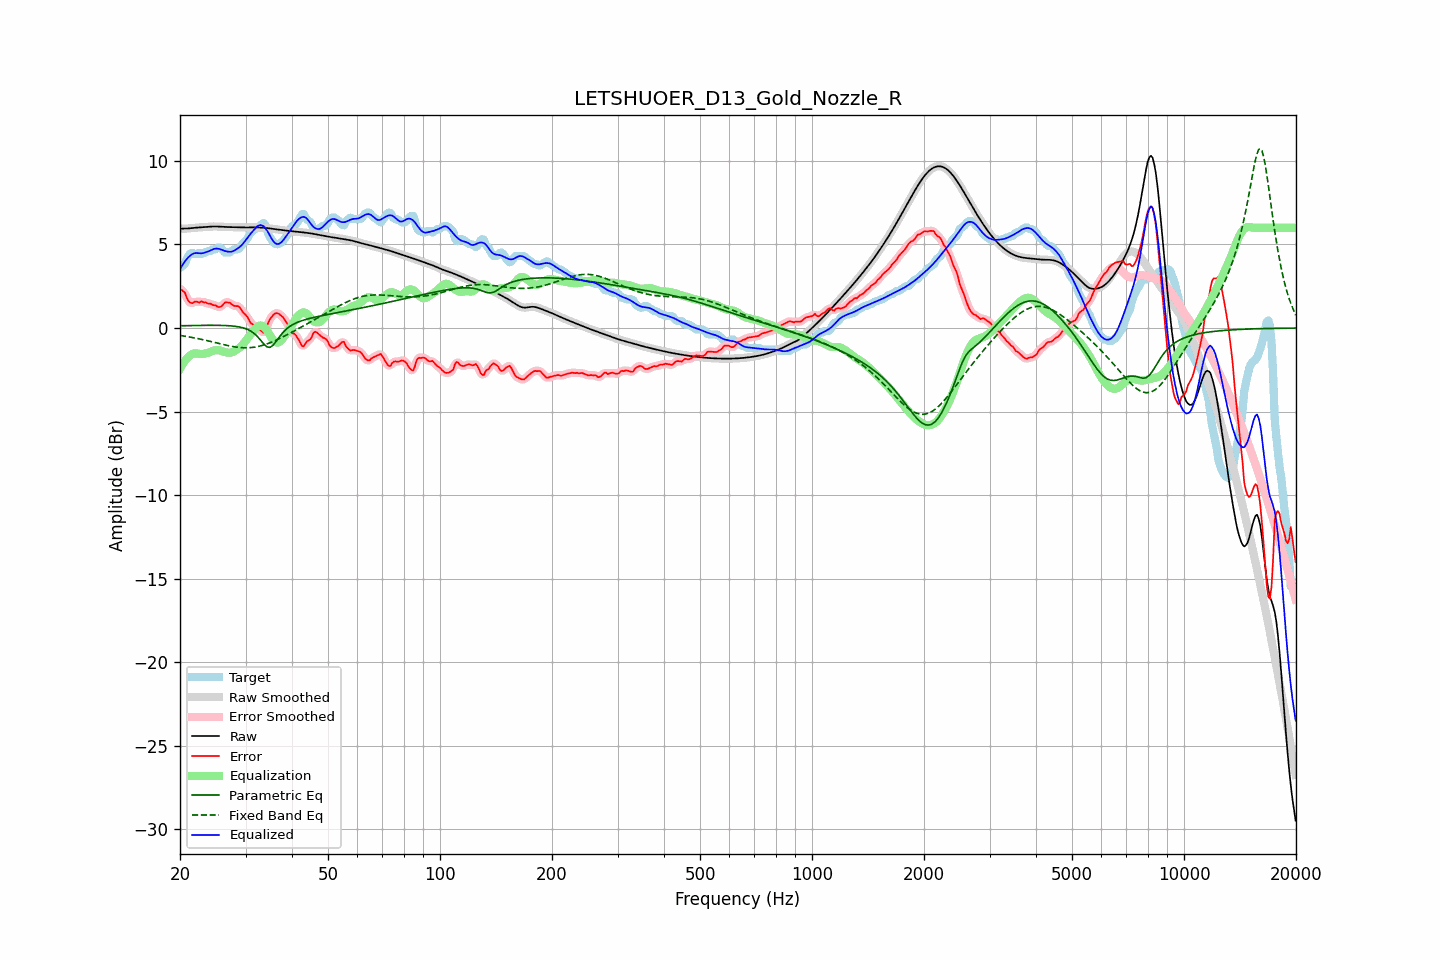 LETSHUOER_D13_Gold_Nozzle_R
10
5
0
−5
−10
−15
−20
−25
−30
Amplitude (dBr)
Target
Raw Smoothed
Error Smoothed
Raw
Error
Equalization
Parametric Eq
Fixed Band Eq
Equalized
20 50 100 200 500 1000 2000 5000 10000 20000
Frequency (Hz)